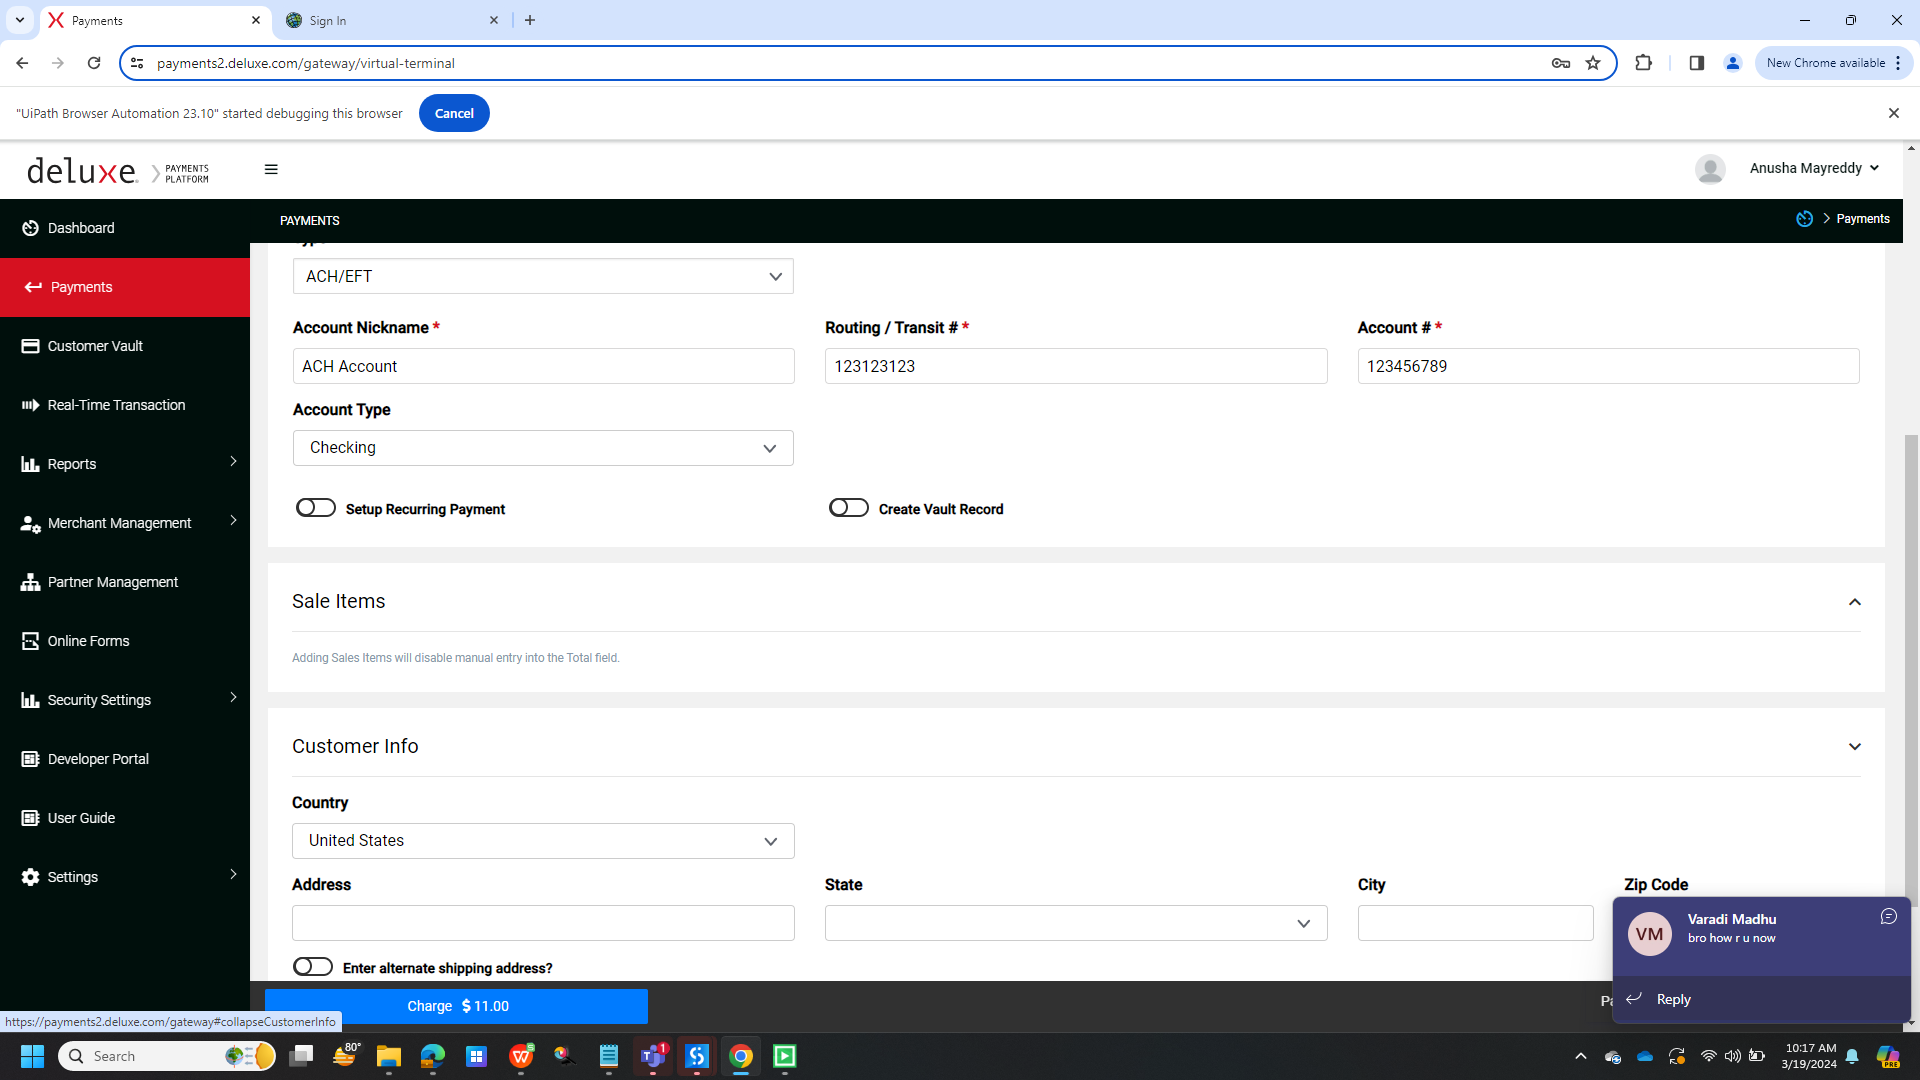 Payments
Sign In
payments2.deluxe.com/gateway/virtual-terminal
New Chrome available
"UiPath Browser Automation 23.10" started debugging this browser
Cancel
deluxe.
PAYMENTS
PLATFORM
Anusha Mayreddy
Dashboard
PAYMENTS
Payments
Payments
Customer Vault
Real-Time Transaction
Reports
Merchant Management
Partner Management
Online Forms
Security Settings
Developer Portal
User Guide
Settings
ACH/EFT
Account Nickname *
Routing / Transit # *
Account # *
ACH Account
123123123
123456789
Account Type
Checking
Setup Recurring Payment
Create Vault Record
Sale Items
Adding Sales Items will disable manual entry into the Total field.
Customer Info
Country
United States
Address
State
City
Zip Code
Enter alternate shipping address?
Charge $ 11.00
VM
Varadi Madhu
bro how r u now
Reply
https://payments2.deluxe.com/gateway#collapseCustomerInfo
Search
80°
1
10:17 AM
3/19/2024
PRE